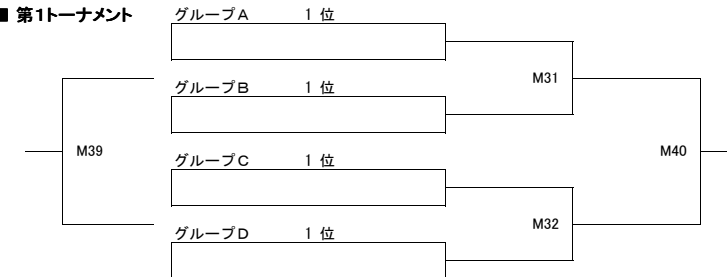 ■ 第1トーナメント
グループA 1 位
M31
グループB 1 位
M39
M40
グループC 1 位
M32
グループD 1 位